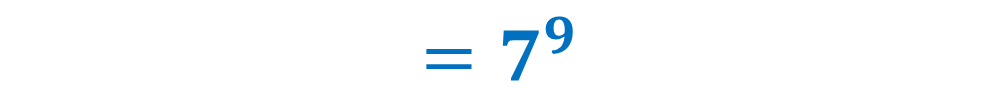 = 7⁹